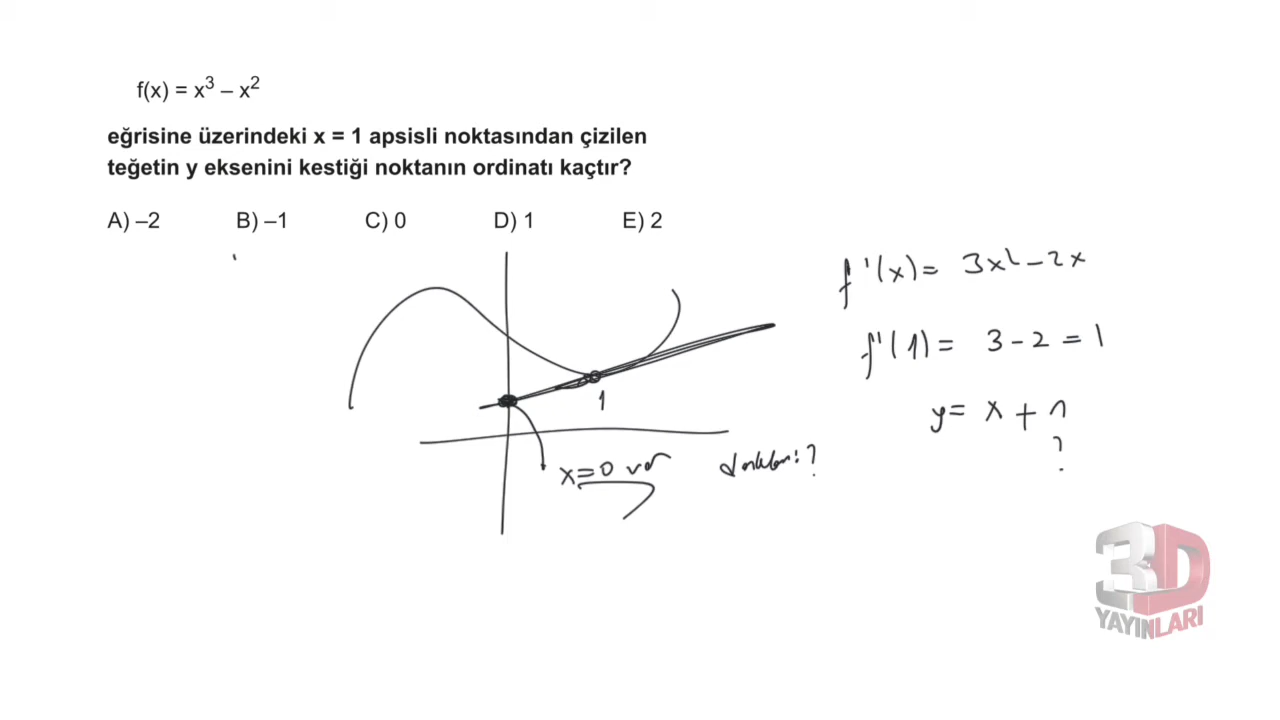 f(x) = x³ – x²
eğrisine üzerindeki x = 1 apsisli noktasından çizilen
teğetin y eksenini kestiği noktanın ordinatı kaçtır?
A) –2 B) –1 C) 0 D) 1 E) 2
f'(x) = 3x² – 2x
f'(1) = 3 – 2 = 1
y = x + n
?
1
x = 0 var
?
3D
YAYINLARI